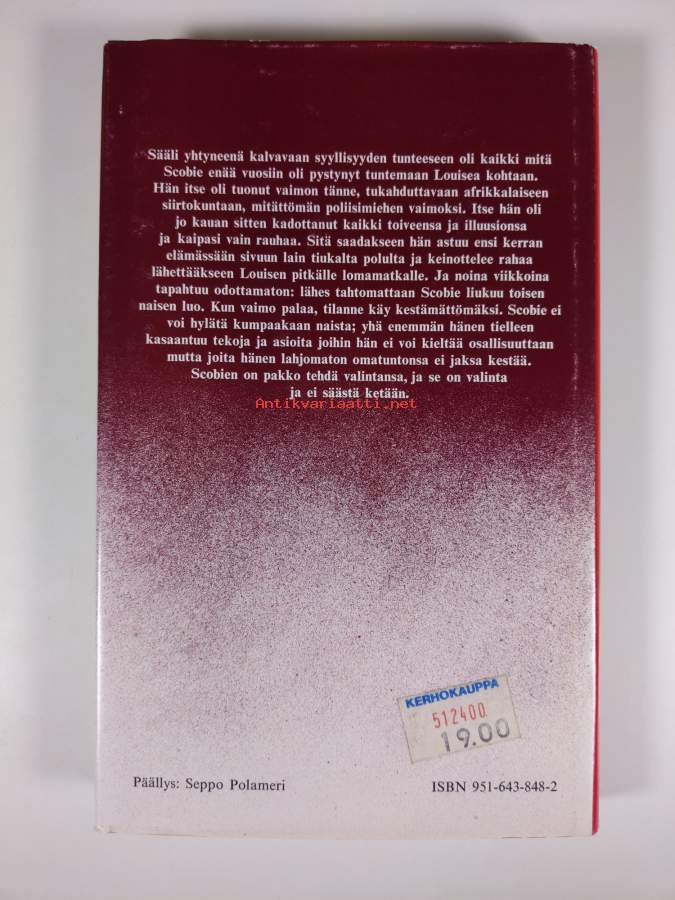 Sääli yhtyneenä kalvavaan syyllisyyden tunteeseen oli kaikki mitä
Scobie enää vuosiin oli pystynyt tuntemaan Louisea kohtaan.
Hän itse oli tuonut vaimon tänne, tukahduttavaan afrikkalaiseen
siirtokuntaan, mitättömän poliisimiehen vaimoksi. Itse hän oli
jo kauan sitten kadottanut kaikki toiveensa ja illuusionsa
ja kaipasi vain rauhaa. Sitä saadakseen hän astuu ensi kerran
elämässään sivuun lain tiukalta polulta ja keinottelee rahaa
lähettääkseen Louisen pitkälle lomamatkalle. Ja noina viikkoina
tapahtuu odottamaton: lähes tahtomattaan Scobie liukuu toisen
naisen luo. Kun vaimo palaa, tilanne käy kestämättömäksi. Scobie ei
voi hylätä kumpaakaan naista; yhä enemmän hänen tielleen
kasaantuu tekoja ja asioita joihin hän ei voi kieltää osallisuuttaan
mutta joita hänen lahjomaton omatuntonsa ei jaksa kestää.
Scobien on pakko tehdä valintansa, ja se on valinta
ja ei säästä ketään.
Antikvariaatti.net
KERHOKAUPPA
512400
19.00
Päällys: Seppo Polameri
ISBN 951-643-848-2